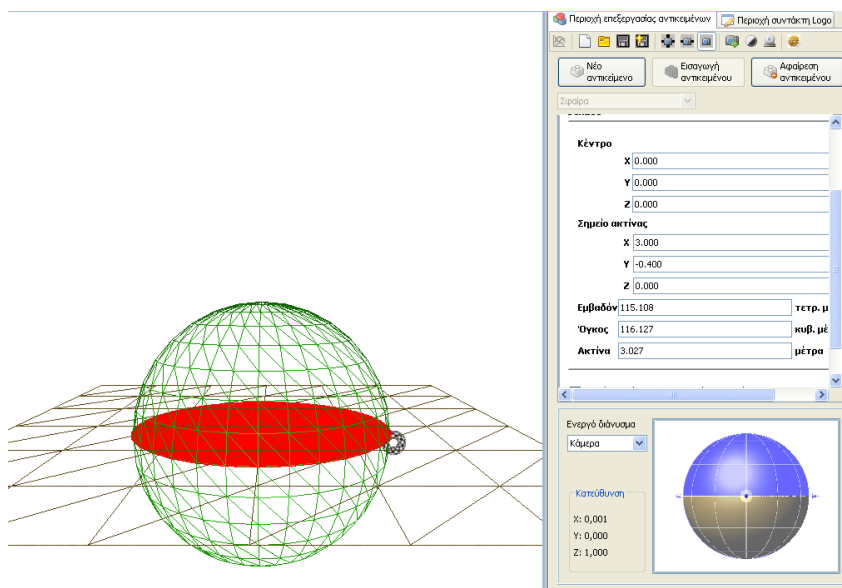 Περιοχή επεξεργασίας αντικειμένων
Περιοχή συντάκτη Logo
Νέο αντικείμενο
Εισαγωγή αντικειμένου
Αφαίρεση αντικειμένου
Σφαίρα
Κέντρο
X 0.000
Y 0.000
Z 0.000
Σημείο ακτίνας
X 3.000
Y -0.400
Z 0.000
Εμβαδόν 115.108 τετρ. μ
Όγκος 116.127 κυβ. μέ
Ακτίνα 3.027 μέτρα
Ενεργό διάνυσμα
Κάμερα
Κατεύθυνση
X: 0,001
Y: 0,000
Z: 1,000